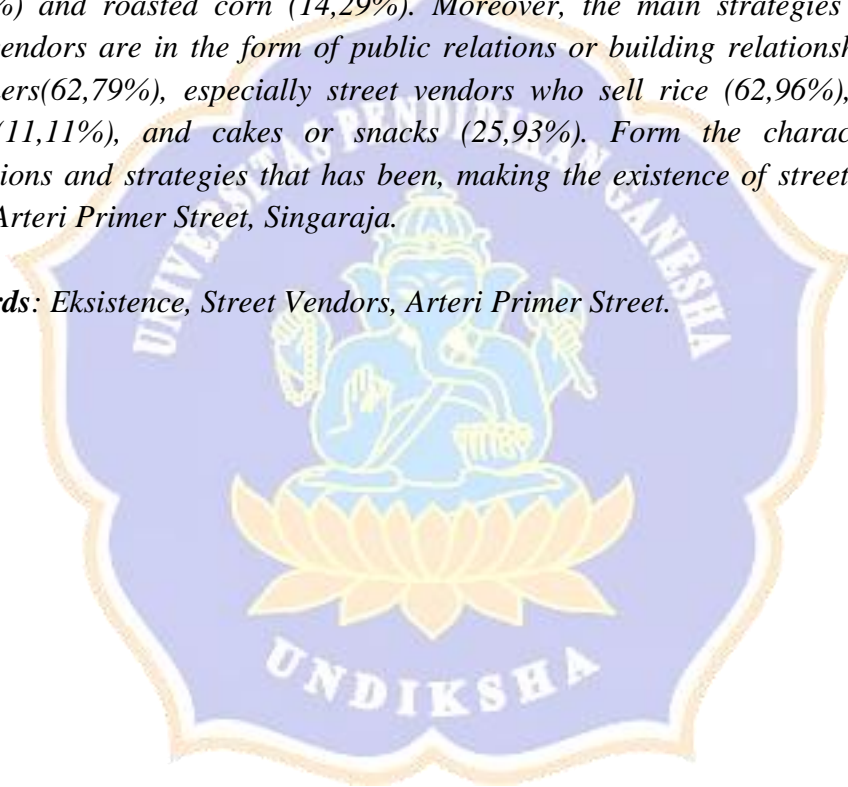 %) and roasted corn (14,29%). Moreover, the main strategies
endors are in the form of public relations or building relationsh
ers(62,79%), especially street vendors who sell rice (62,96%),
(11,11%), and cakes or snacks (25,93%). Form the charac
ions and strategies that has been, making the existence of street
Arteri Primer Street, Singaraja.
rds: Eksistence, Street Vendors, Arteri Primer Street.
UNIVERSITAS PENDIDIKAN GANESHA
UNDIKSHA